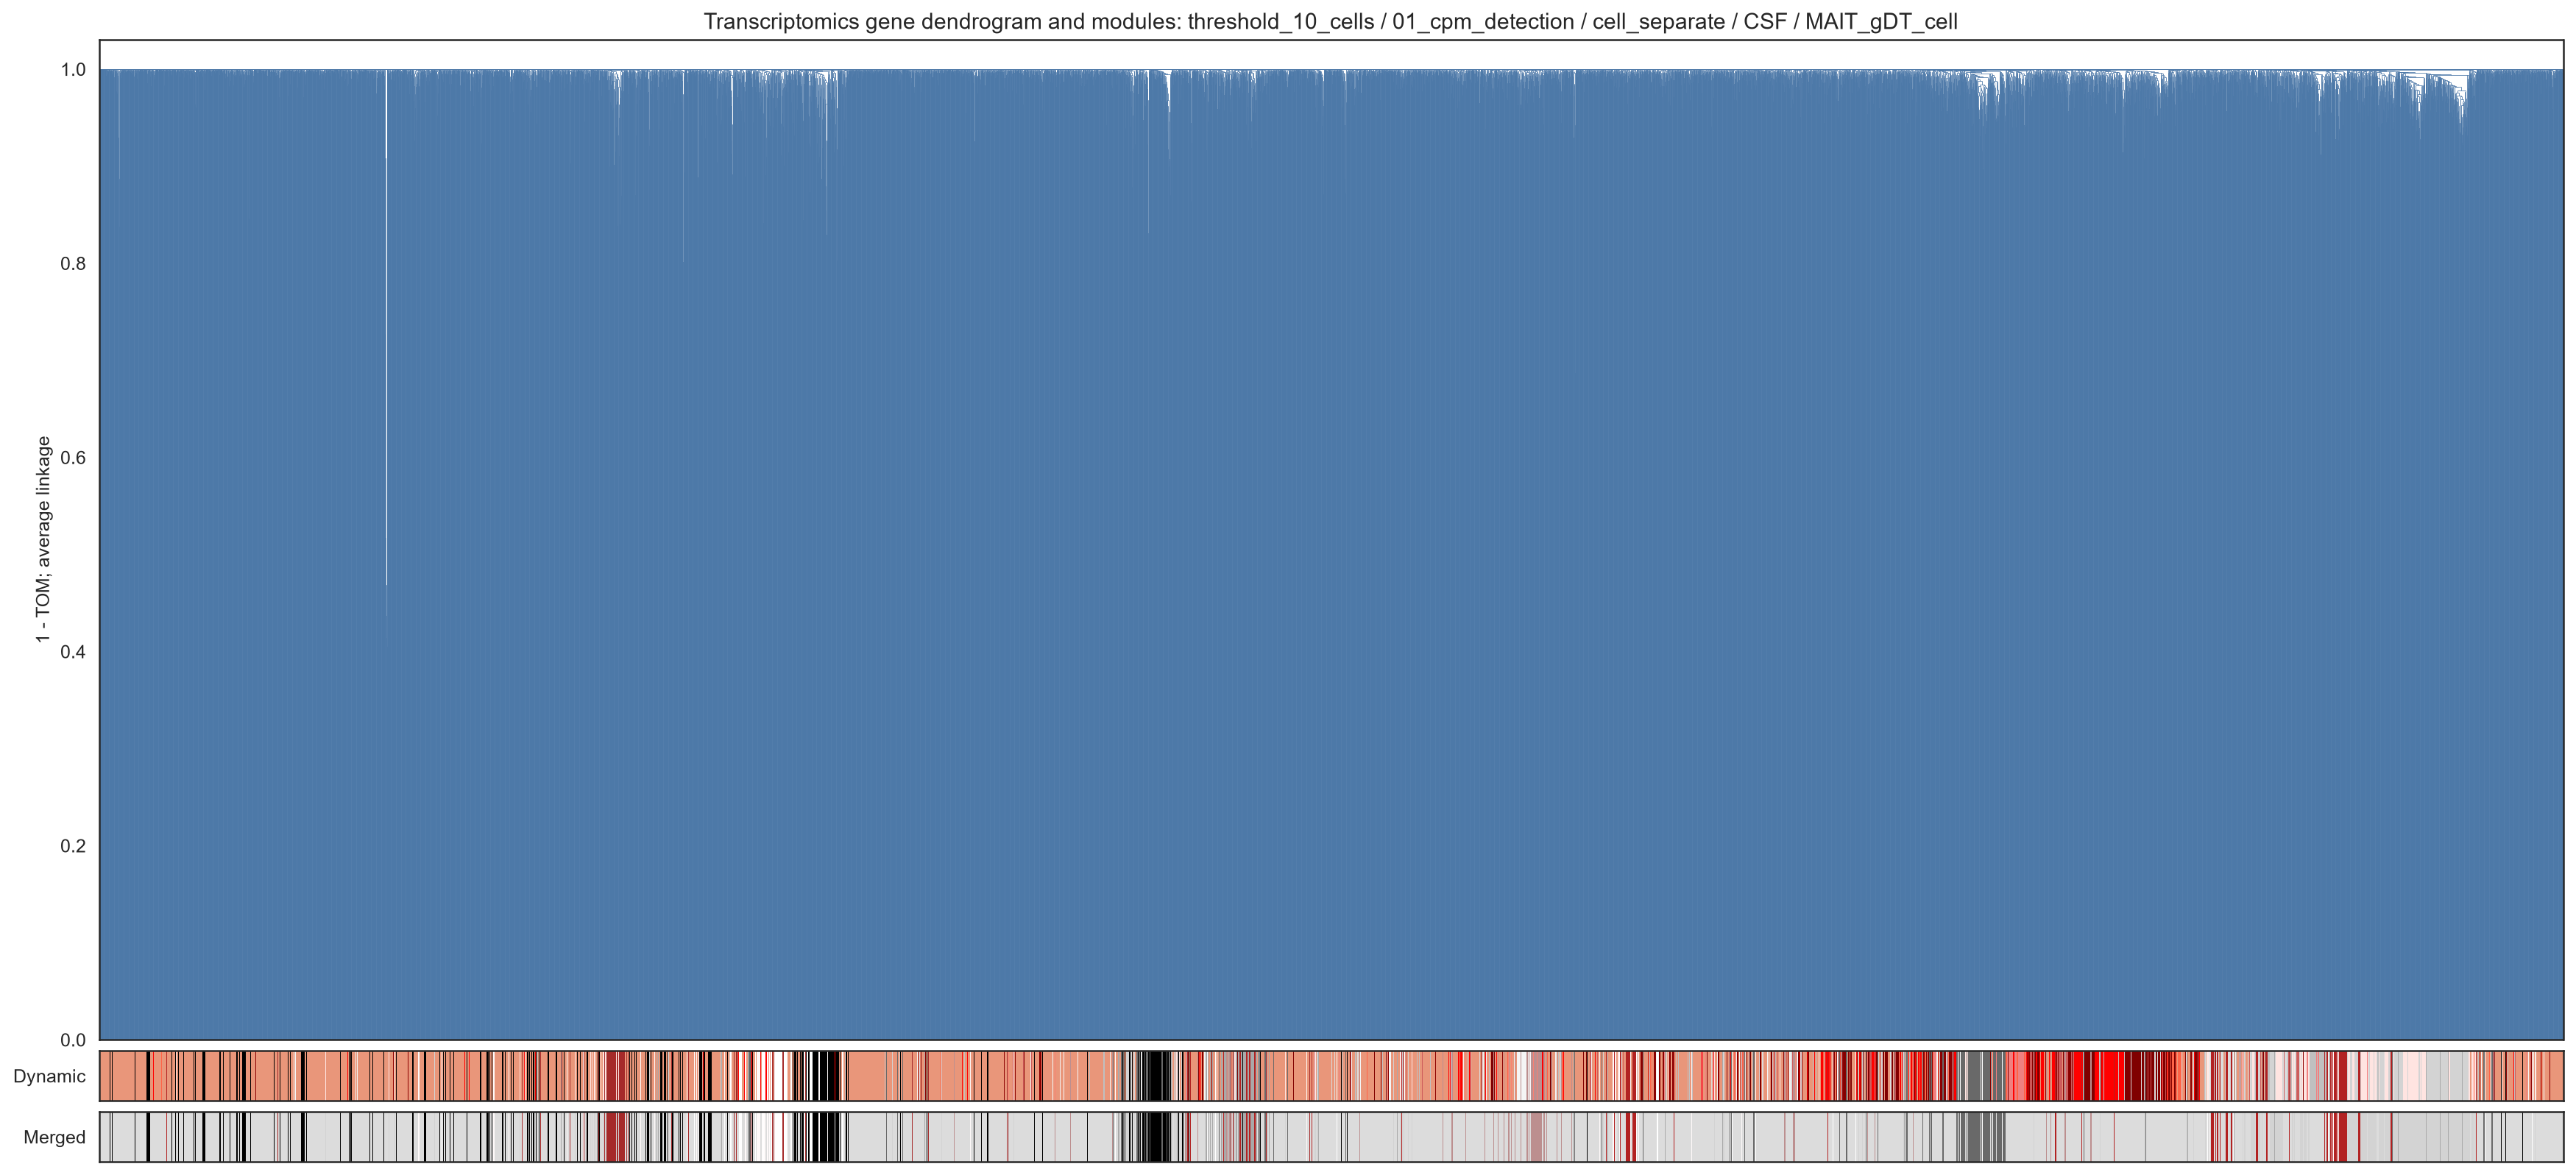 Transcriptomics gene dendrogram and modules: threshold_10_cells / 01_cpm_detection / cell_separate / CSF / MAIT_gDT_cell
1.0
0.8
0.6
0.4
0.2
0.0
1 - TOM; average linkage
Dynamic
Merged